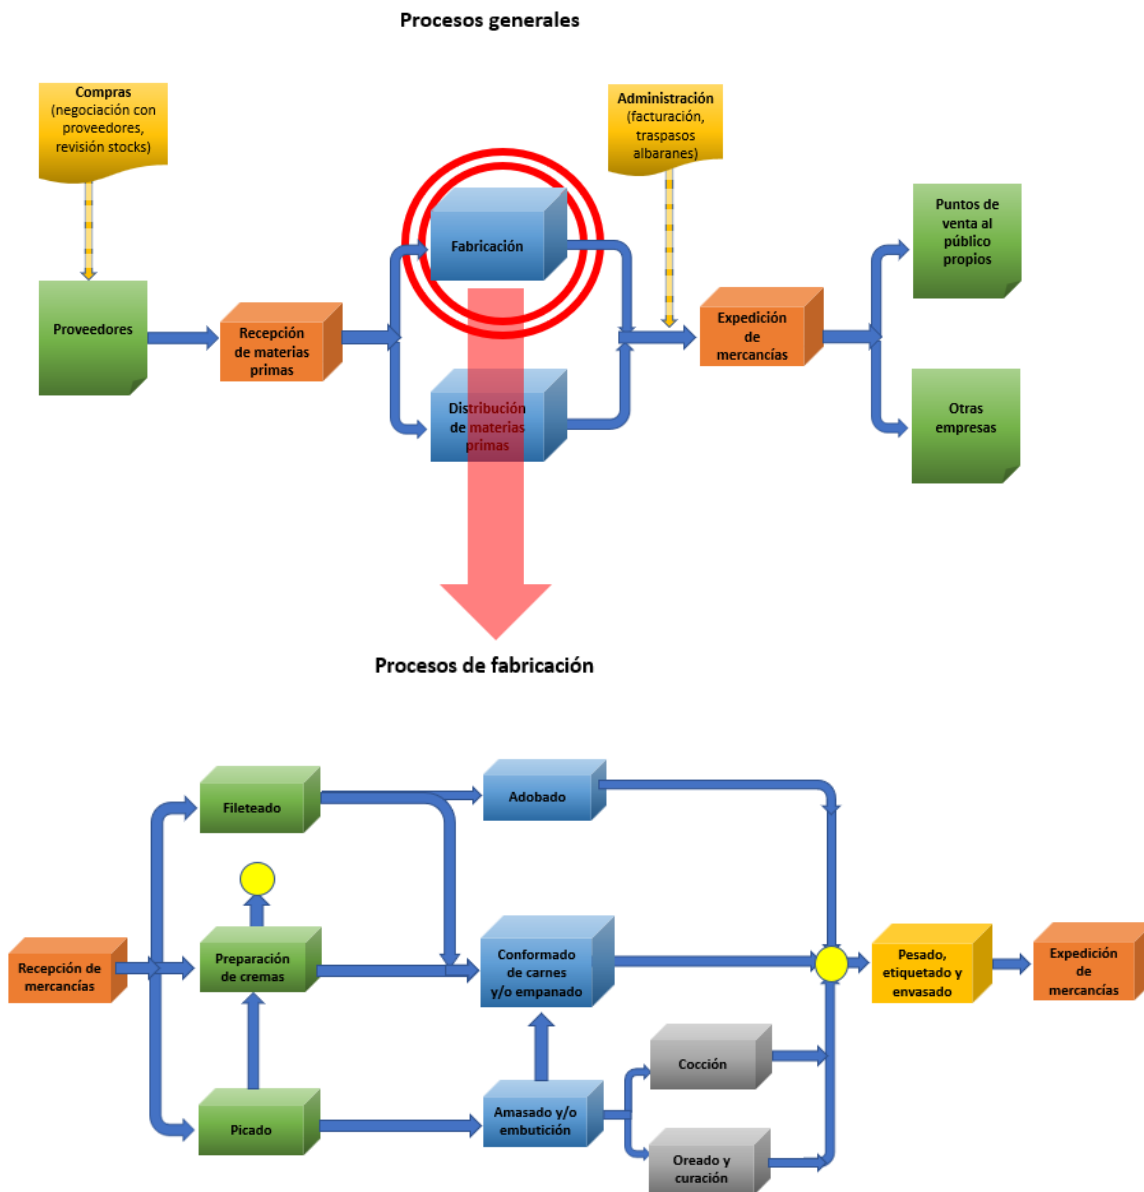 Procesos generales
Compras
(negociación con
proveedores,
revisión stocks)
Administración
(facturación,
traspasos
albaranes)
Puntos de
venta al
público
propios
Fabricación
Proveedores
Recepción
de materias
primas
Expedición
de
mercancías
Distribución
de materias
primas
Otras
empresas
Procesos de fabricación
Fileteado
Adobado
Recepción de
mercancías
Preparación
de cremas
Conformado
de carnes
y/o empanado
Pesado,
etiquetado y
envasado
Expedición
de
mercancías
Cocción
Picado
Amasado y/o
embutición
Oreado y
curación